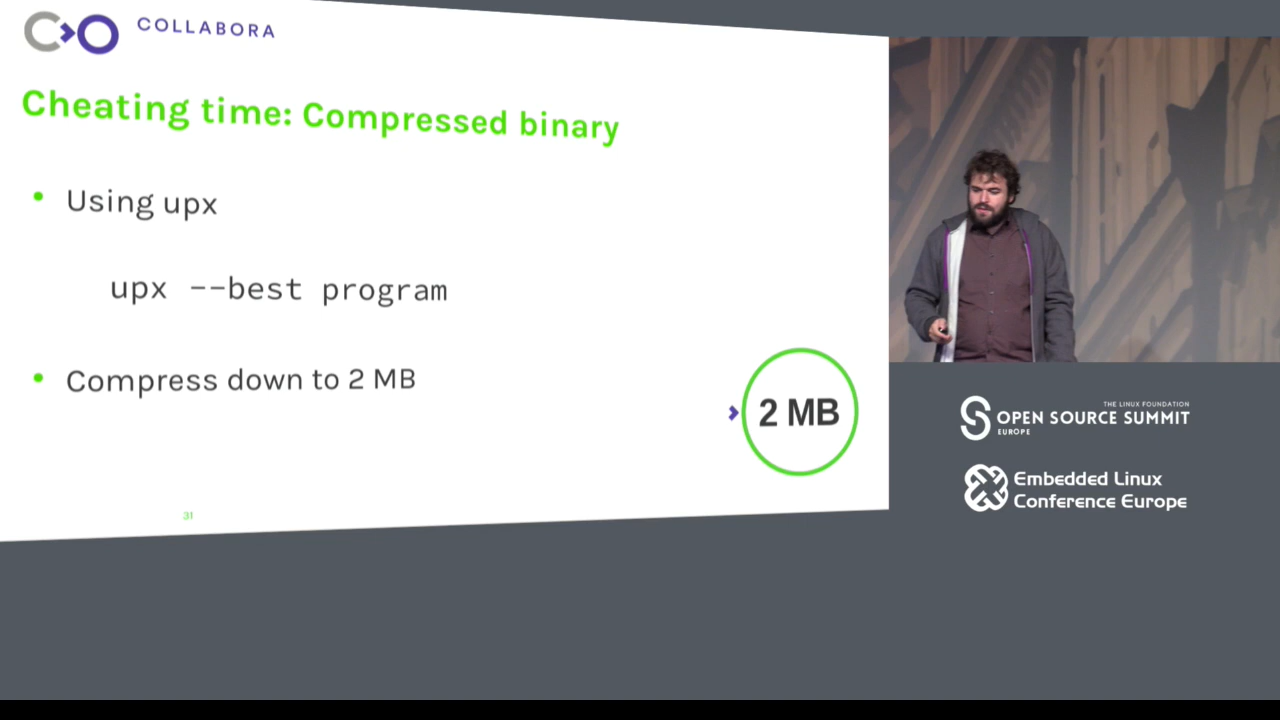 COLLABORA
Cheating time: Compressed binary
• Using upx
upx --best program
• Compress down to 2 MB
2 MB
31
THE LINUX FOUNDATION
OPEN SOURCE SUMMIT
EUROPE
Embedded Linux
Conference Europe